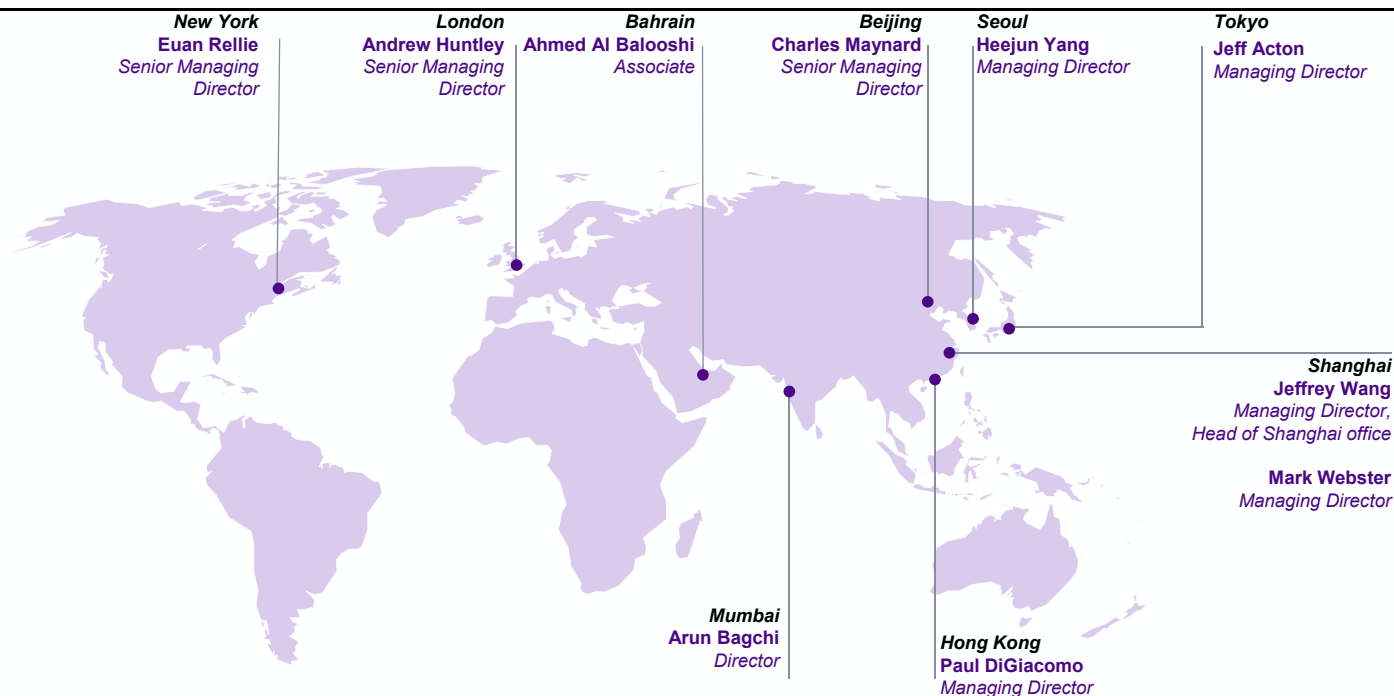 New York
Euan Rellie
Senior Managing
Director
London
Andrew Huntley
Senior Managing
Director
Bahrain
Ahmed Al Balooshi
Associate
Beijing
Charles Maynard
Senior Managing
Director
Seoul
Heejun Yang
Managing Director
Tokyo
Jeff Acton
Managing Director
Shanghai
Jeffrey Wang
Managing Director,
Head of Shanghai office
Mark Webster
Managing Director
Mumbai
Arun Bagchi
Director
Hong Kong
Paul DiGiacomo
Managing Director